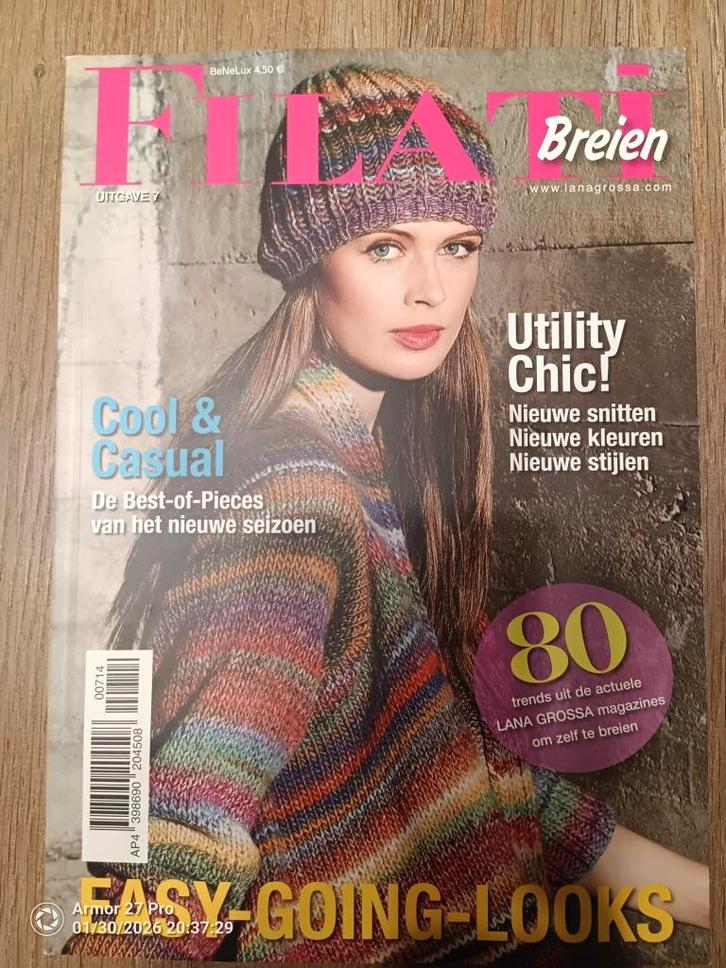 BeNeLux 4,50 €
FILATi
Breien
www.lanagrossa.com
UITGAVE 7
Utility
Chic!
Nieuwe snitten
Nieuwe kleuren
Nieuwe stijlen
Cool &
Casual
De Best-of-Pieces
van het nieuwe seizoen
80
trends uit de actuele
LANA GROSSA magazines
om zelf te breien
00714
AP4 398690 204508
EASY-GOING-LOOKS
Armor 27 Pro
01/30/2026 20:37:29